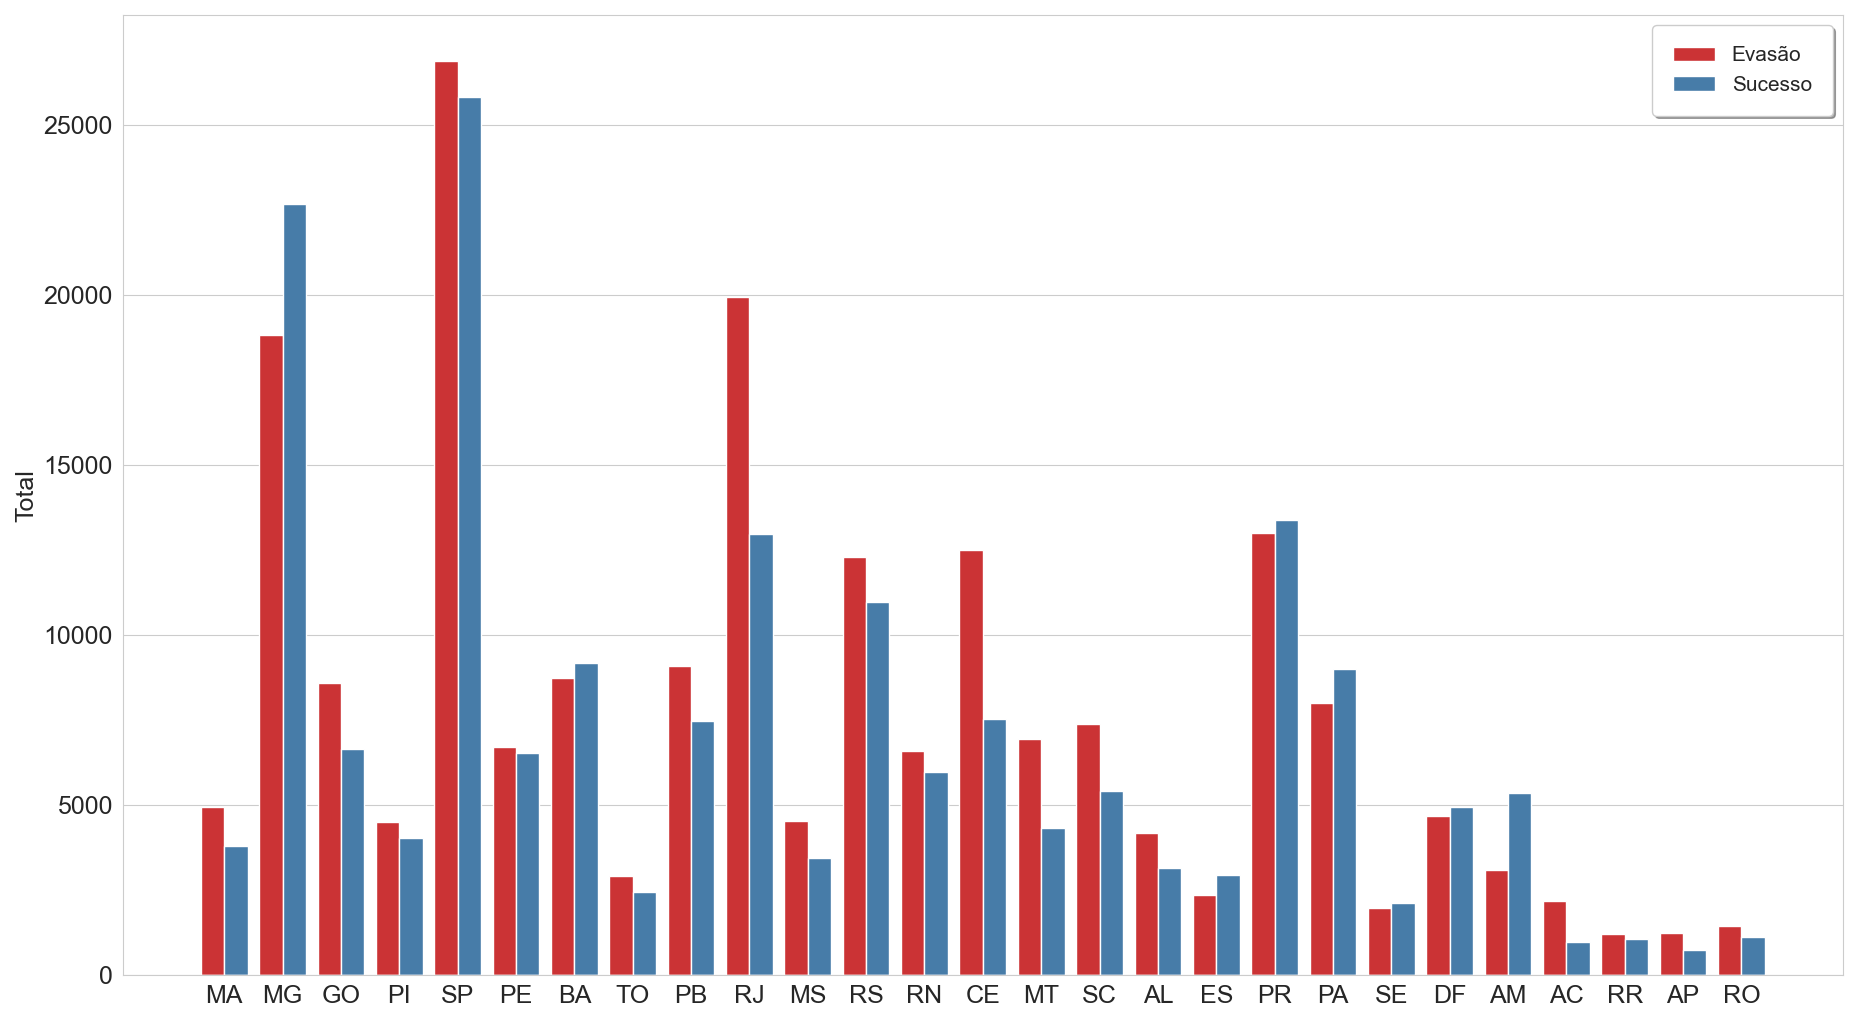 Evasão
Sucesso
Total
25000
20000
15000
10000
5000
0
MA MG GO PI SP PE BA TO PB RJ MS RS RN CE MT SC AL ES PR PA SE DF AM AC RR AP RO